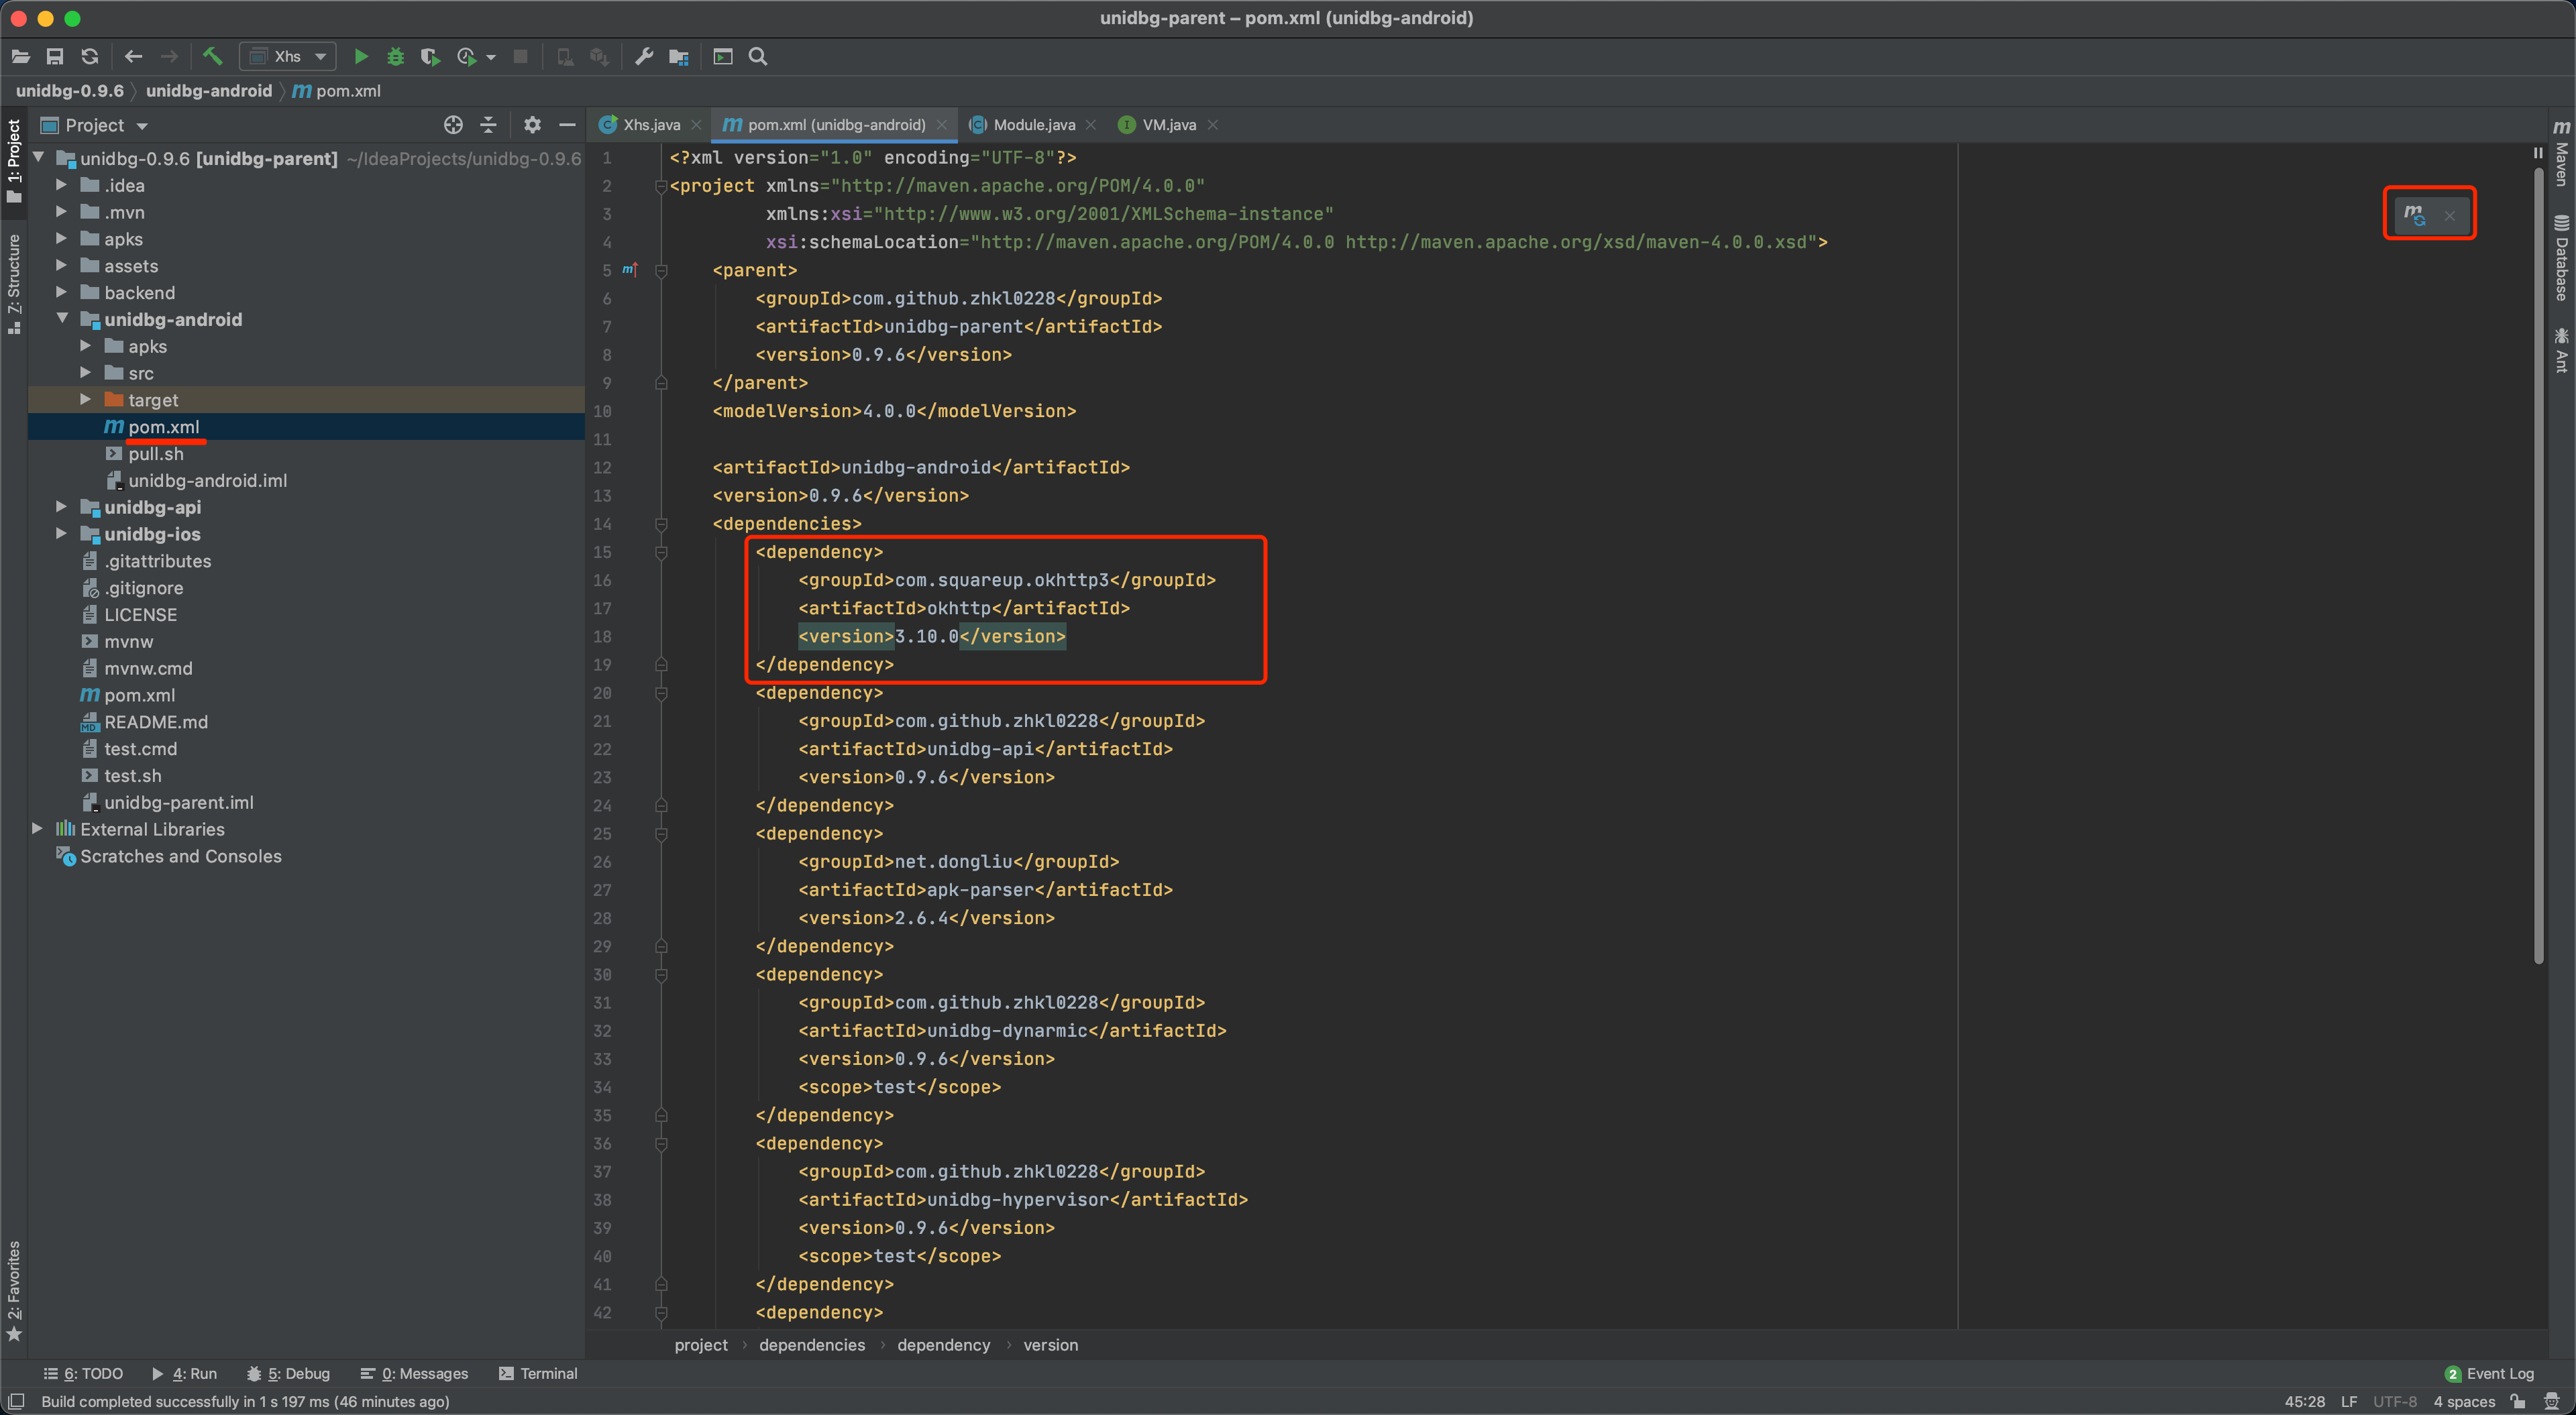 unidbg-parent – pom.xml (unidbg-android)
Xhs
unidbg-0.9.6 unidbg-android m pom.xml
1: Project
Z: Structure
2: Favorites
Project
unidbg-0.9.6 [unidbg-parent] ~/IdeaProjects/unidbg-0.9.6
.idea
.mvn
apks
assets
backend
unidbg-android
apks
src
target
m pom.xml
pull.sh
unidbg-android.iml
unidbg-api
unidbg-ios
.gitattributes
.gitignore
LICENSE
mvnw
mvnw.cmd
m pom.xml
README.md
test.cmd
test.sh
unidbg-parent.iml
External Libraries
Scratches and Consoles
Xhs.java m pom.xml (unidbg-android) Module.java VM.java
1 <?xml version="1.0" encoding="UTF-8"?>
2 <project xmlns="http://maven.apache.org/POM/4.0.0"
3 xmlns:xsi="http://www.w3.org/2001/XMLSchema-instance"
4 xsi:schemaLocation="http://maven.apache.org/POM/4.0.0 http://maven.apache.org/xsd/maven-4.0.0.xsd">
5 <parent>
6 <groupId>com.github.zhkl0228</groupId>
7 <artifactId>unidbg-parent</artifactId>
8 <version>0.9.6</version>
9 </parent>
10 <modelVersion>4.0.0</modelVersion>
11
12 <artifactId>unidbg-android</artifactId>
13 <version>0.9.6</version>
14 <dependencies>
15 <dependency>
16 <groupId>com.squareup.okhttp3</groupId>
17 <artifactId>okhttp</artifactId>
18 <version>3.10.0</version>
19 </dependency>
20 <dependency>
21 <groupId>com.github.zhkl0228</groupId>
22 <artifactId>unidbg-api</artifactId>
23 <version>0.9.6</version>
24 </dependency>
25 <dependency>
26 <groupId>net.dongliu</groupId>
27 <artifactId>apk-parser</artifactId>
28 <version>2.6.4</version>
29 </dependency>
30 <dependency>
31 <groupId>com.github.zhkl0228</groupId>
32 <artifactId>unidbg-dynarmic</artifactId>
33 <version>0.9.6</version>
34 <scope>test</scope>
35 </dependency>
36 <dependency>
37 <groupId>com.github.zhkl0228</groupId>
38 <artifactId>unidbg-hypervisor</artifactId>
39 <version>0.9.6</version>
40 <scope>test</scope>
41 </dependency>
42 <dependency>
m Maven
Database
Ant
project dependencies dependency version
6: TODO 4: Run 5: Debug 0: Messages Terminal
2 Event Log
Build completed successfully in 1 s 197 ms (46 minutes ago)
45:28 LF UTF-8 4 spaces